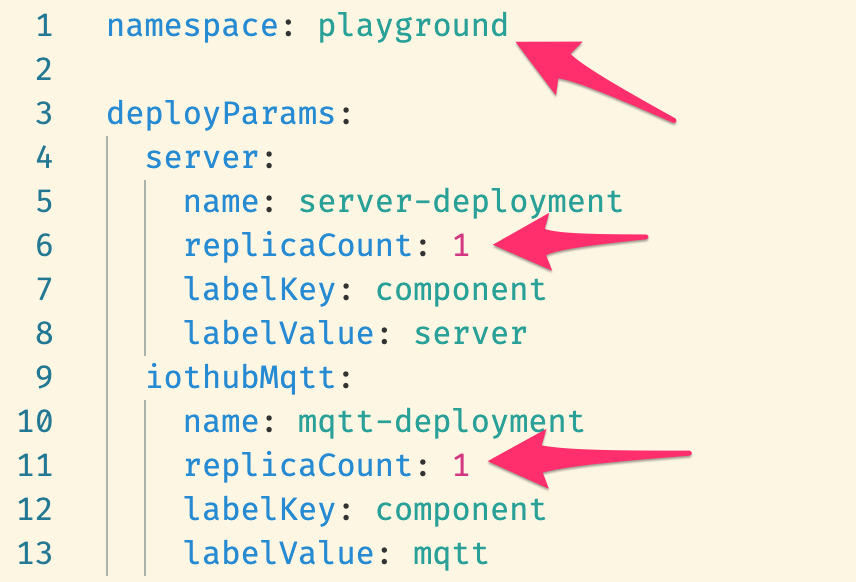 1 namespace: playground
2
3 deployParams:
4 server:
5 name: server-deployment
6 replicaCount: 1
7 labelKey: component
8 labelValue: server
9 iothubMqtt:
10 name: mqtt-deployment
11 replicaCount: 1
12 labelKey: component
13 labelValue: mqtt